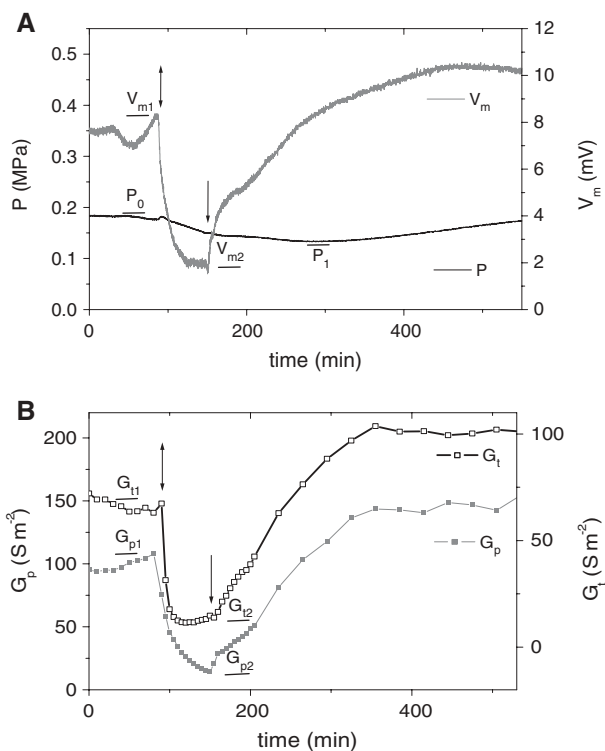 A
0.5
0.4
0.3
0.2
0.1
0.0
P (MPa)
12
10
8
6
4
2
0
V_m (mV)
V_m1
V_m
P_0
V_m2
P_1
P
0
200
400
time (min)
B
200
150
100
50
0
G_p (S m^-2)
100
50
0
G_t (S m^-2)
G_t
G_t1
G_p1
G_p
G_t2
G_p2
0
200
400
time (min)